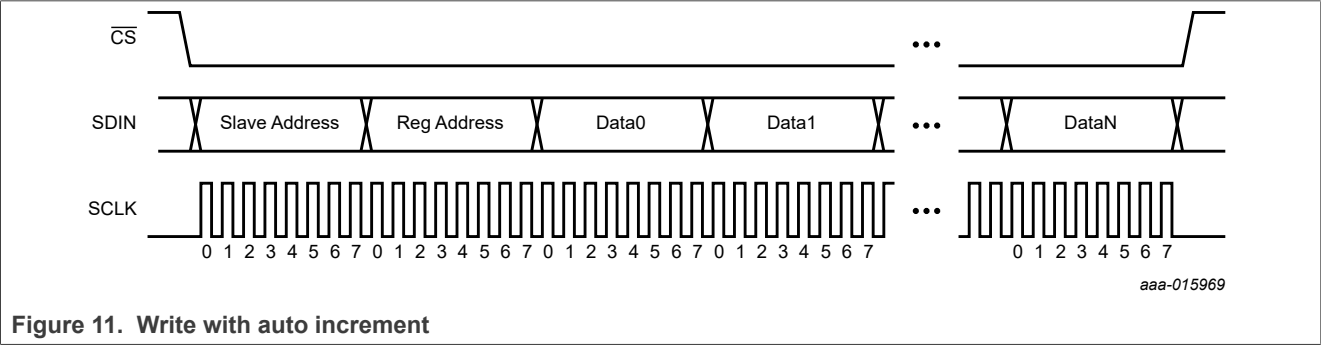 CS
SDIN Slave Address Reg Address Data0 Data1 ••• DataN
SCLK
0 1 2 3 4 5 6 7 0 1 2 3 4 5 6 7 0 1 2 3 4 5 6 7 0 1 2 3 4 5 6 7 0 1 2 3 4 5 6 7
aaa-015969
Figure 11. Write with auto increment